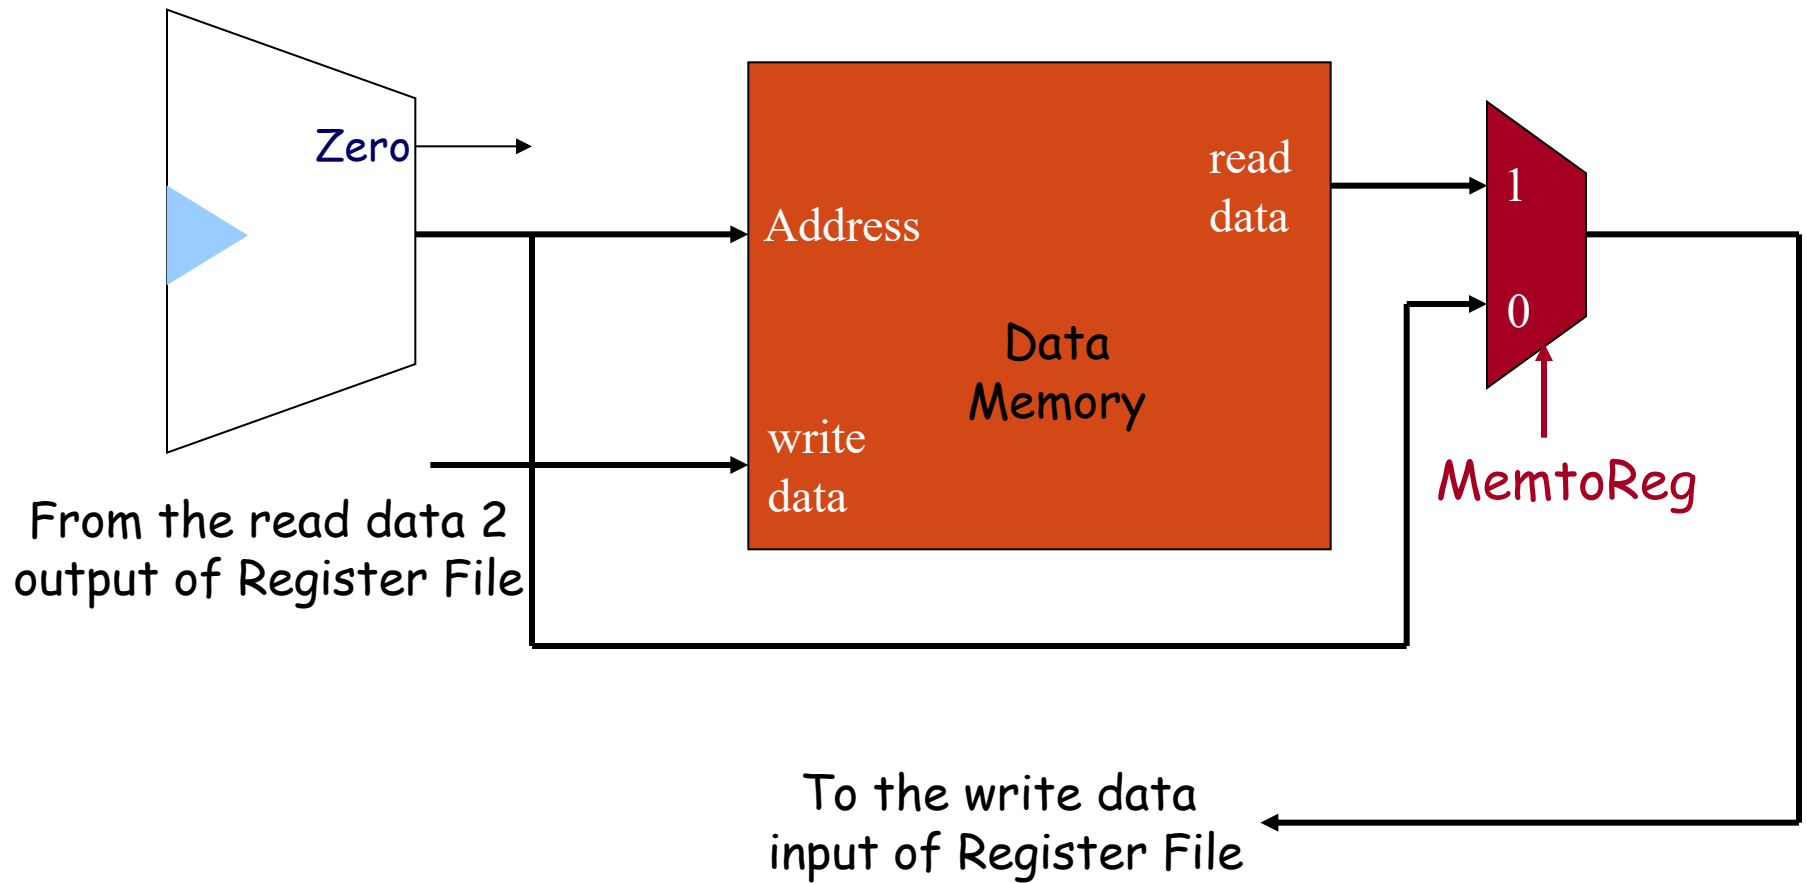 Zero
Address
read
data
1
0
Data
Memory
write
data
MemtoReg
From the read data 2
output of Register File
To the write data
input of Register File